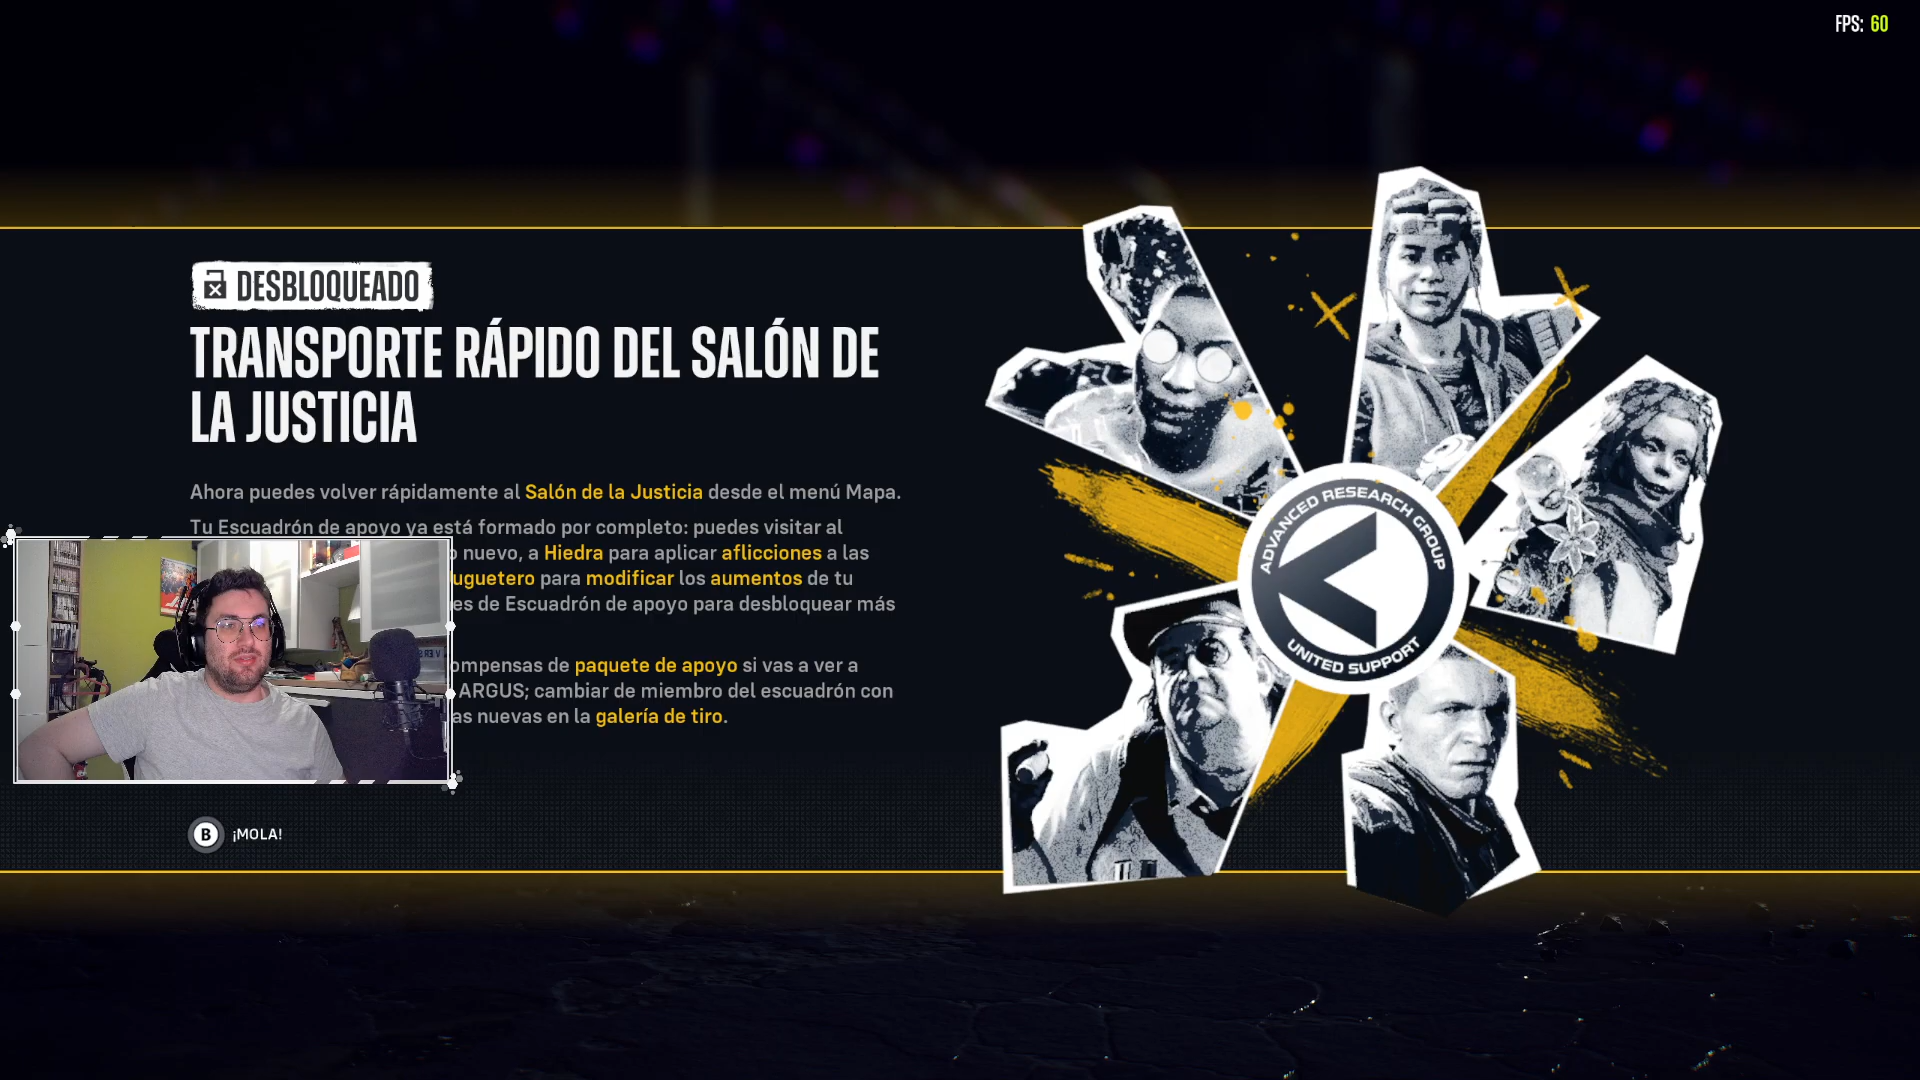 FPS: 60
DESBLOQUEADO
TRANSPORTE RÁPIDO DEL SALÓN DE
LA JUSTICIA
Ahora puedes volver rápidamente al Salón de la Justicia desde el menú Mapa.
Tu Escuadrón de apoyo ya está formado por completo: puedes visitar al
nuevo, a Hiedra para aplicar aflicciones a las
para modificar los aumentos de tu
de Escuadrón de apoyo para desbloquear más
de paquete de apoyo si vas a ver a
ARGUS; cambiar de miembro del escuadrón con
nuevas en la galería de tiro.
B ¡MOLA!
ADVANCED RESEARCH GROUP
UNITED SUPPORT